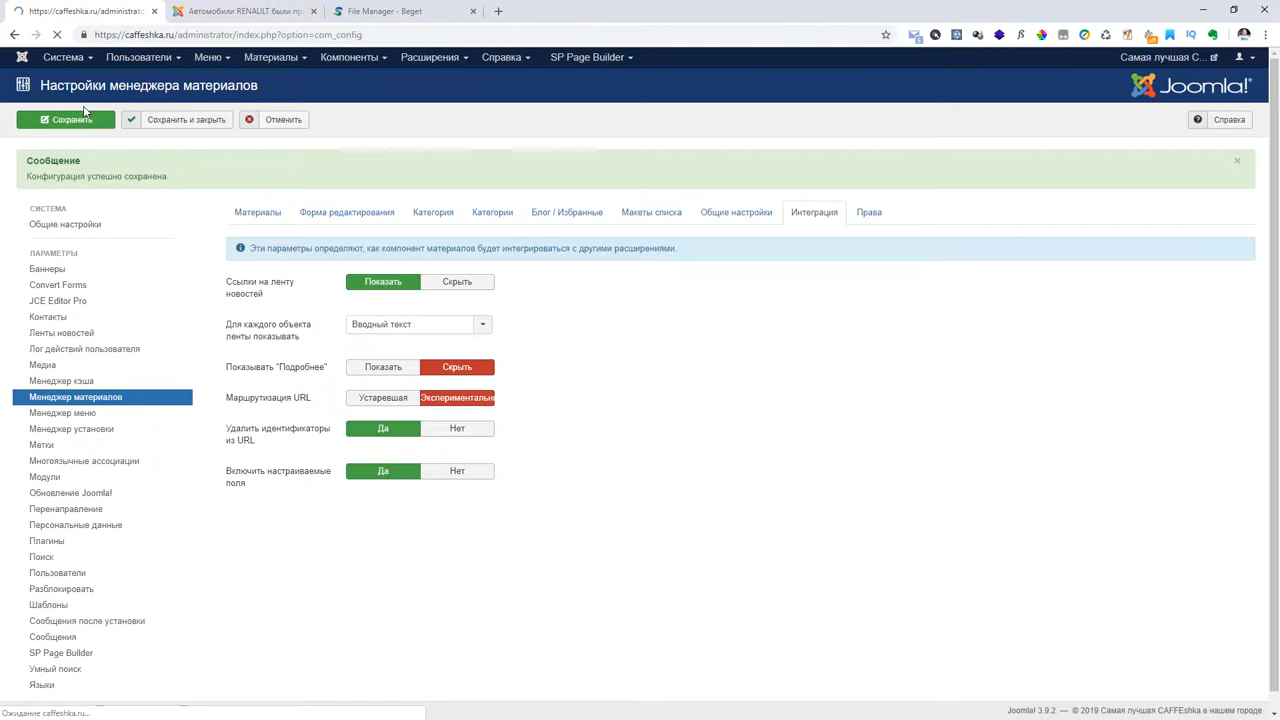 https://caffeshka.ru/administrator/
Автомобили RENAULT были пр
File Manager - Beget
https://caffeshka.ru/administrator/index.php?option=com_config
Система
Пользователи
Меню
Материалы
Компоненты
Расширения
Справка
SP Page Builder
Самая лучшая С...
Настройки менеджера материалов
Joomla!
Сохранить
Сохранить и закрыть
Отменить
Справка
Сообщение
Конфигурация успешно сохранена.
СИСТЕМА
Общие настройки
ПАРАМЕТРЫ
Баннеры
Convert Forms
JCE Editor Pro
Контакты
Ленты новостей
Лог действий пользователя
Медиа
Менеджер кэша
Менеджер материалов
Менеджер меню
Менеджер установки
Метки
Многоязычные ассоциации
Модули
Обновление Joomla!
Перенаправление
Персональные данные
Плагины
Поиск
Пользователи
Разблокировать
Шаблоны
Сообщения после установки
Сообщения
SP Page Builder
Умный поиск
Языки
Материалы
Форма редактирования
Категория
Категории
Блог / Избранные
Макеты списка
Общие настройки
Интеграция
Права
Эти параметры определяют, как компонент материалов будет интегрироваться с другими расширениями.
Ссылки на ленту
новостей
Показать
Скрыть
Для каждого объекта
ленты показывать
Вводный текст
Показывать "Подробнее"
Показать
Скрыть
Маршрутизация URL
Устаревшая
Экспериментальн
Удалить идентификаторы
из URL
Да
Нет
Включить настраиваемые
поля
Да
Нет
Ожидание caffeshka.ru...
Joomla! 3.9.2 — © 2019 Самая лучшая CAFFEshka в нашем городе